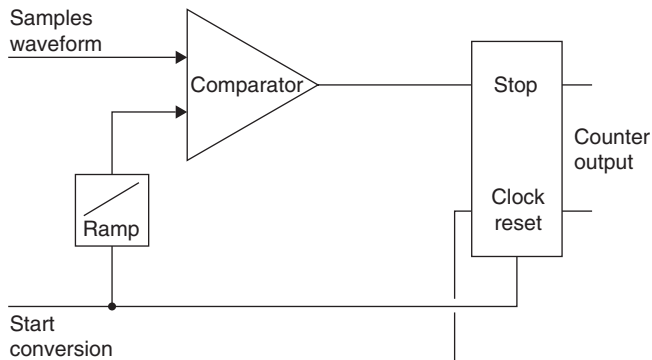 Samples
waveform
Comparator
Stop
Counter
output
Clock
reset
Ramp
Start
conversion